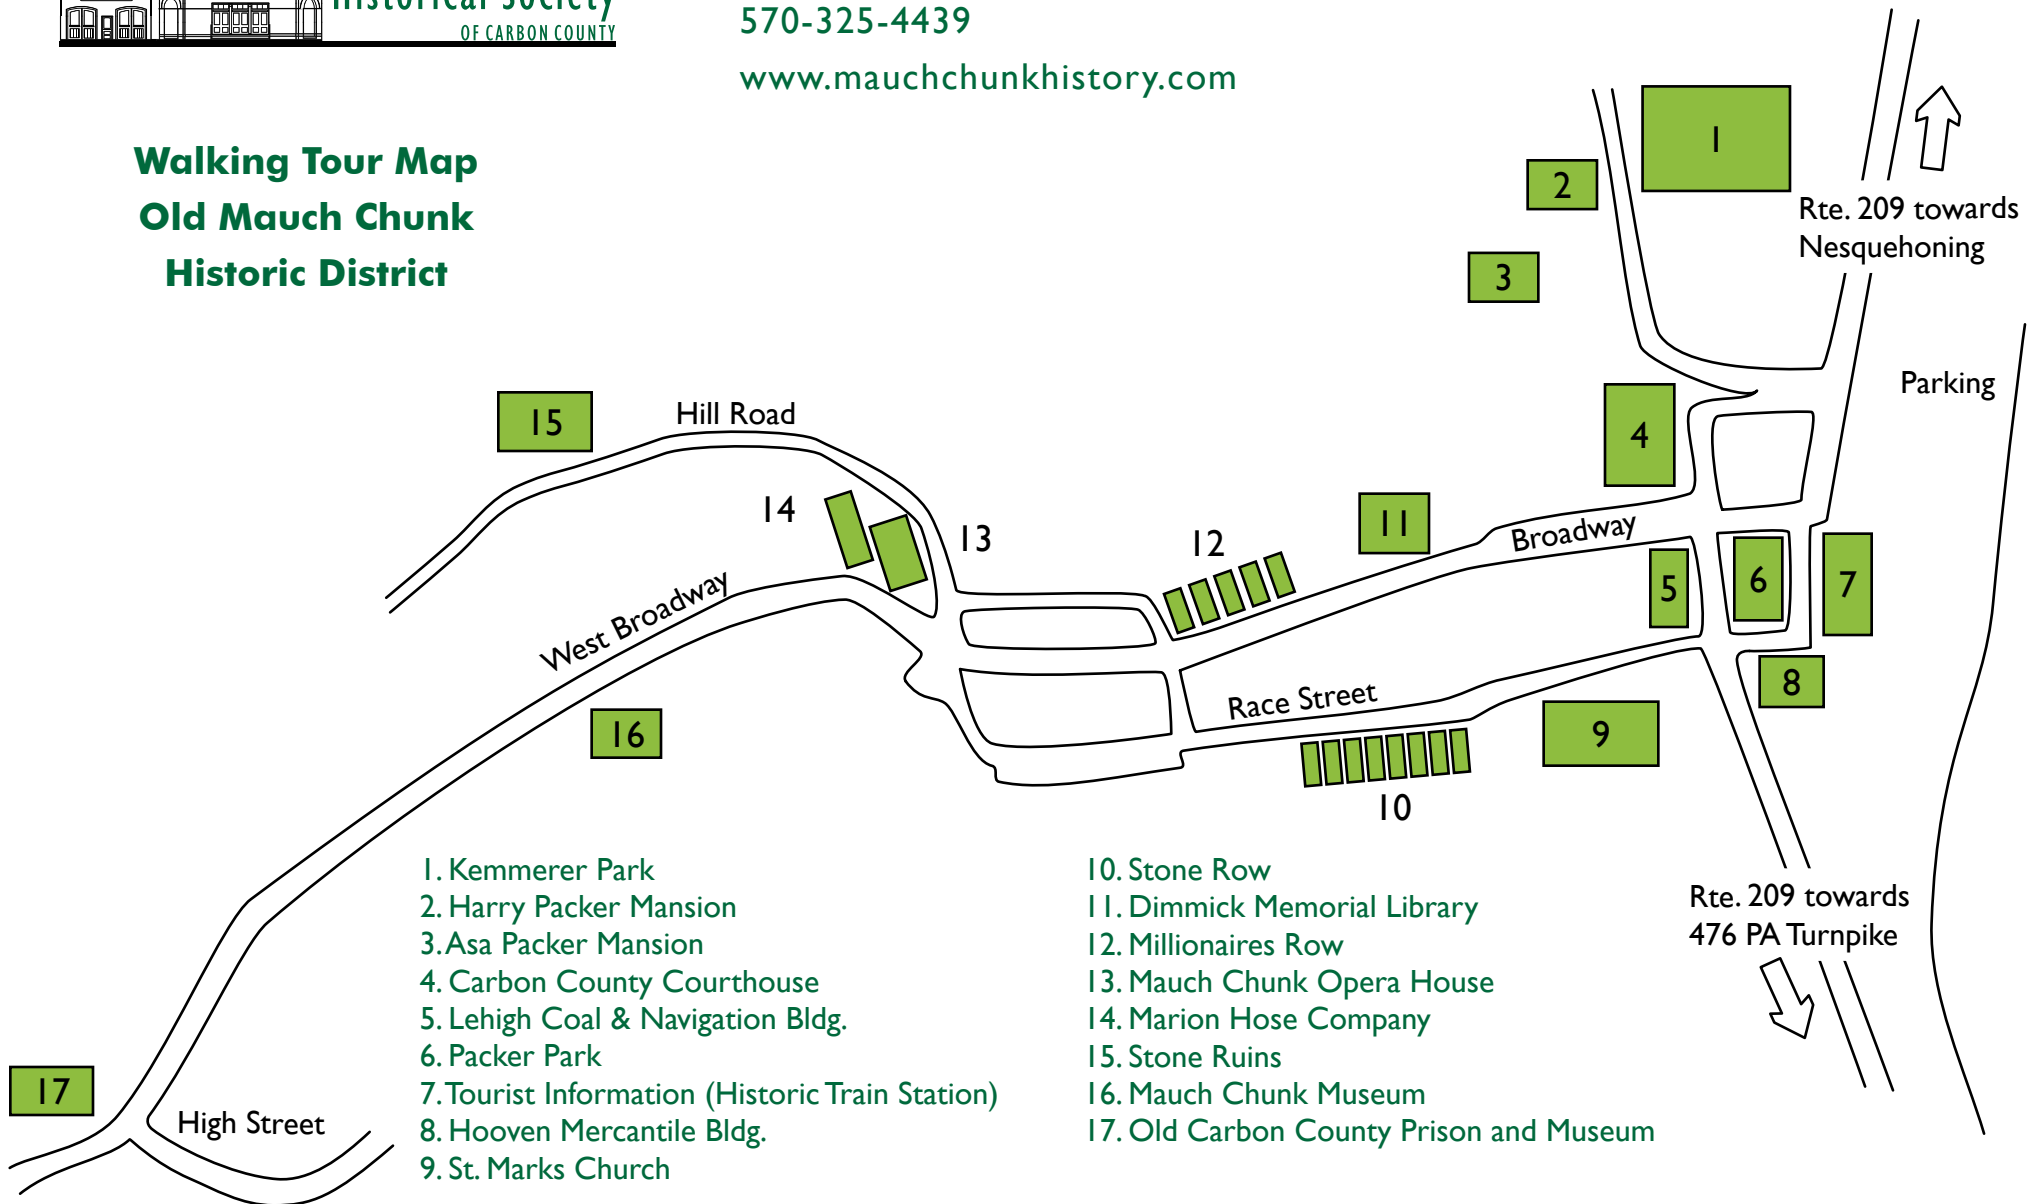 Historical Society
OF CARBON COUNTY
570-325-4439
www.mauchchunkhistory.com
Walking Tour Map
Old Mauch Chunk
Historic District
1
2
Rte. 209 towards
Nesquehoning
3
Parking
15
Hill Road
4
14
13
12
11
Broadway
5
6
7
West Broadway
8
Race Street
16
9
10
1. Kemmerer Park
2. Harry Packer Mansion
3. Asa Packer Mansion
4. Carbon County Courthouse
5. Lehigh Coal & Navigation Bldg.
6. Packer Park
7. Tourist Information (Historic Train Station)
8. Hooven Mercantile Bldg.
9. St. Marks Church
10. Stone Row
11. Dimmick Memorial Library
12. Millionaires Row
13. Mauch Chunk Opera House
14. Marion Hose Company
15. Stone Ruins
16. Mauch Chunk Museum
17. Old Carbon County Prison and Museum
Rte. 209 towards
476 PA Turnpike
17
High Street